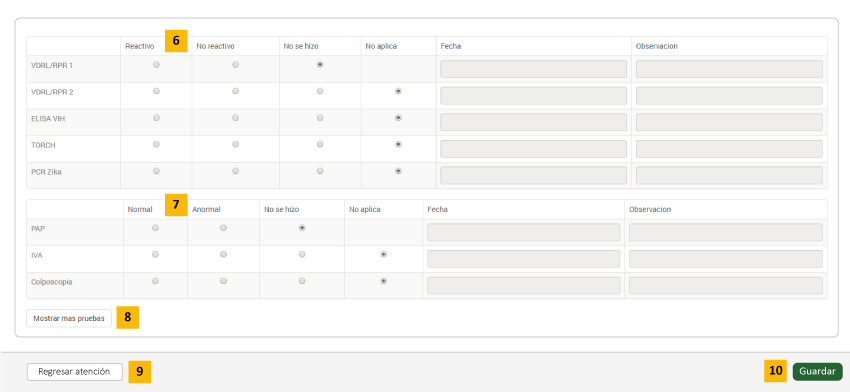 Reactivo 6 No reactivo No se hizo No aplica Fecha Observacion
VDRL/RPR 1
VDRL/RPR 2
ELISA VIH
TORCH
PCR Zika
Normal 7 Anormal No se hizo No aplica Fecha Observacion
PAP
IVA
Colposcopia
Mostrar mas pruebas 8
Regresar atención 9 10 Guardar